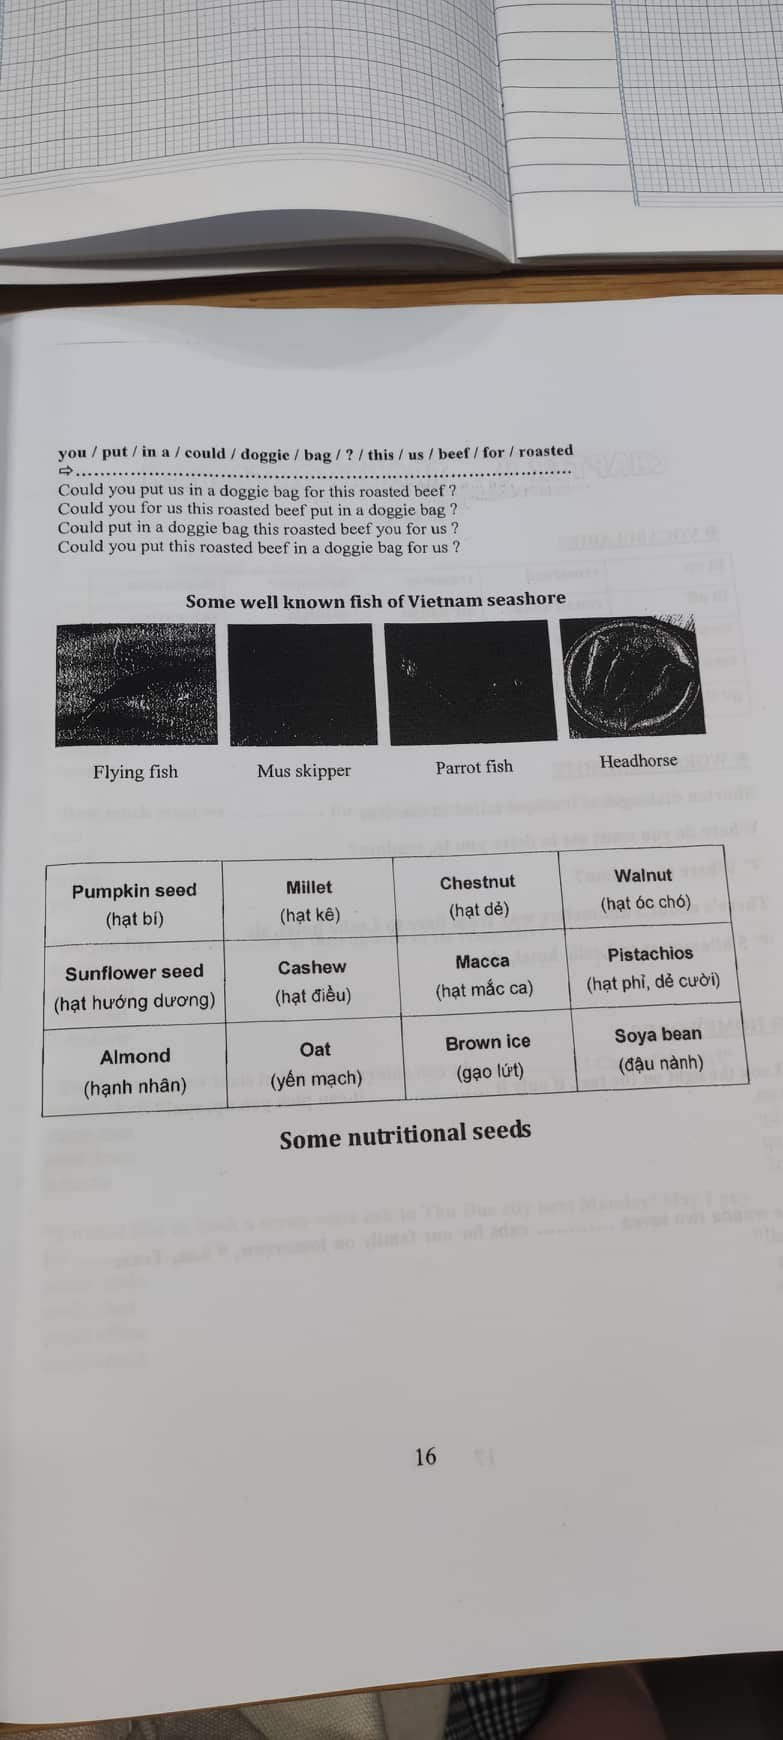 you / put / in a / could / doggie / bag / ? / this / us / beef / for / roasted
⇨..........................................................................................
Could you put us in a doggie bag for this roasted beef ?
Could you for us this roasted beef put in a doggie bag ?
Could put in a doggie bag this roasted beef you for us ?
Could you put this roasted beef in a doggie bag for us ?
Some well known fish of Vietnam seashore
Flying fish Mus skipper Parrot fish Headhorse
Pumpkin seed Millet Chestnut Walnut
(hạt bí) (hạt kê) (hạt dẻ) (hạt óc chó)
Sunflower seed Cashew Macca Pistachios
(hạt hướng dương) (hạt điều) (hạt mắc ca) (hạt phỉ, dẻ cười)
Almond Oat Brown ice Soya bean
(hạnh nhân) (yến mạch) (gạo lứt) (đậu nành)
Some nutritional seeds
16